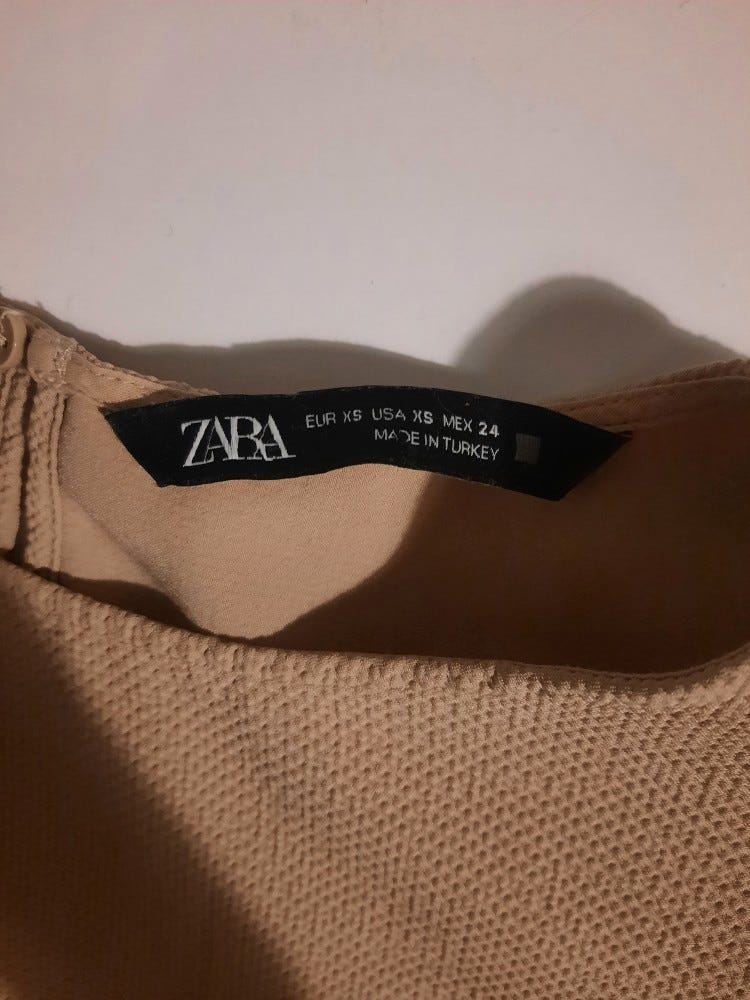 ZARA
EUR XS USA XS MEX 24
MADE IN TURKEY